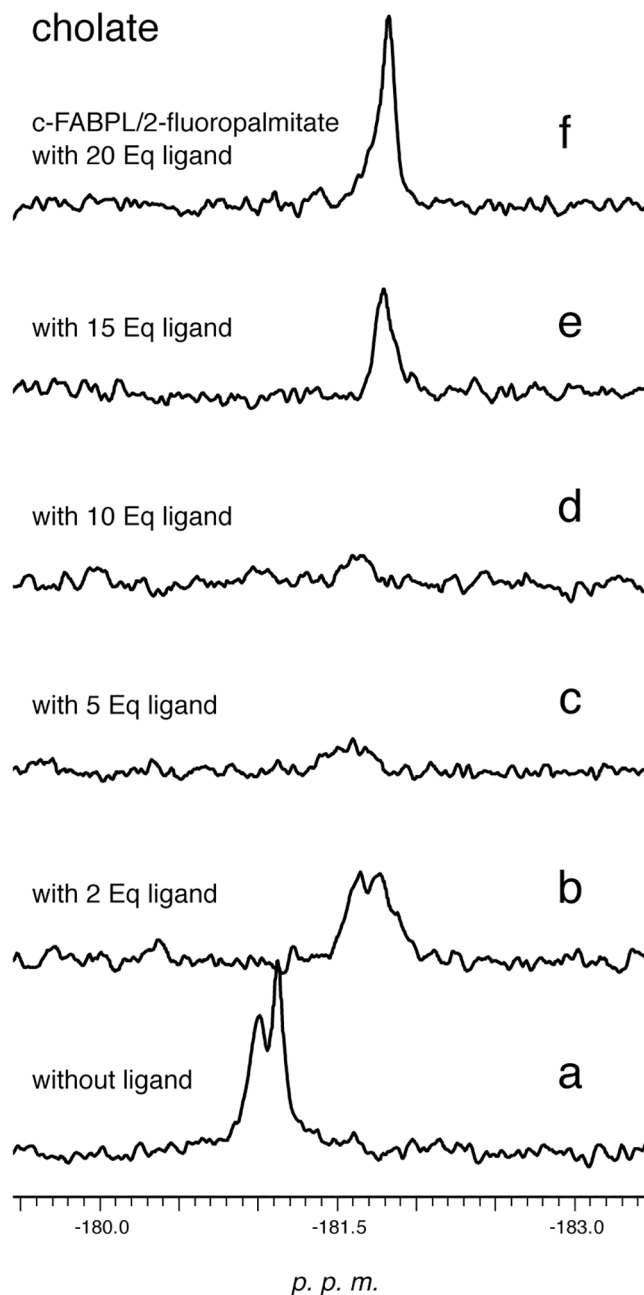 cholate
c-FABPL/2-fluoropalmitate
with 20 Eq ligand
f
with 15 Eq ligand
e
with 10 Eq ligand
d
with 5 Eq ligand
c
with 2 Eq ligand
b
without ligand
a
-180.0 -181.5 -183.0
p. p. m.